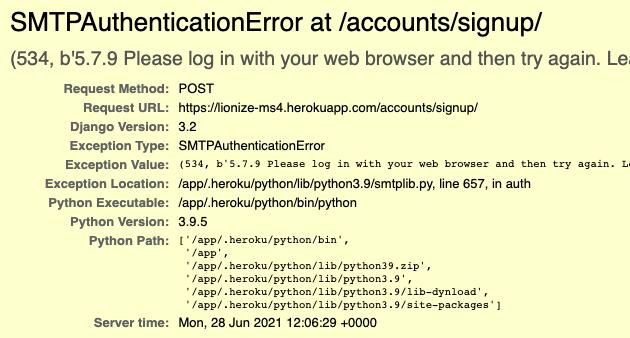 SMTPAuthenticationError at /accounts/signup/
(534, b'5.7.9 Please log in with your web browser and then try again. Lea
Request Method: POST
Request URL: https://lionize-ms4.herokuapp.com/accounts/signup/
Django Version: 3.2
Exception Type: SMTPAuthenticationError
Exception Value: (534, b'5.7.9 Please log in with your web browser and then try again. Le
Exception Location: /app/.heroku/python/lib/python3.9/smtplib.py, line 657, in auth
Python Executable: /app/.heroku/python/bin/python
Python Version: 3.9.5
Python Path: ['/app/.heroku/python/bin',
'/app',
'/app/.heroku/python/lib/python39.zip',
'/app/.heroku/python/lib/python3.9',
'/app/.heroku/python/lib/python3.9/lib-dynload',
'/app/.heroku/python/lib/python3.9/site-packages']
Server time: Mon, 28 Jun 2021 12:06:29 +0000